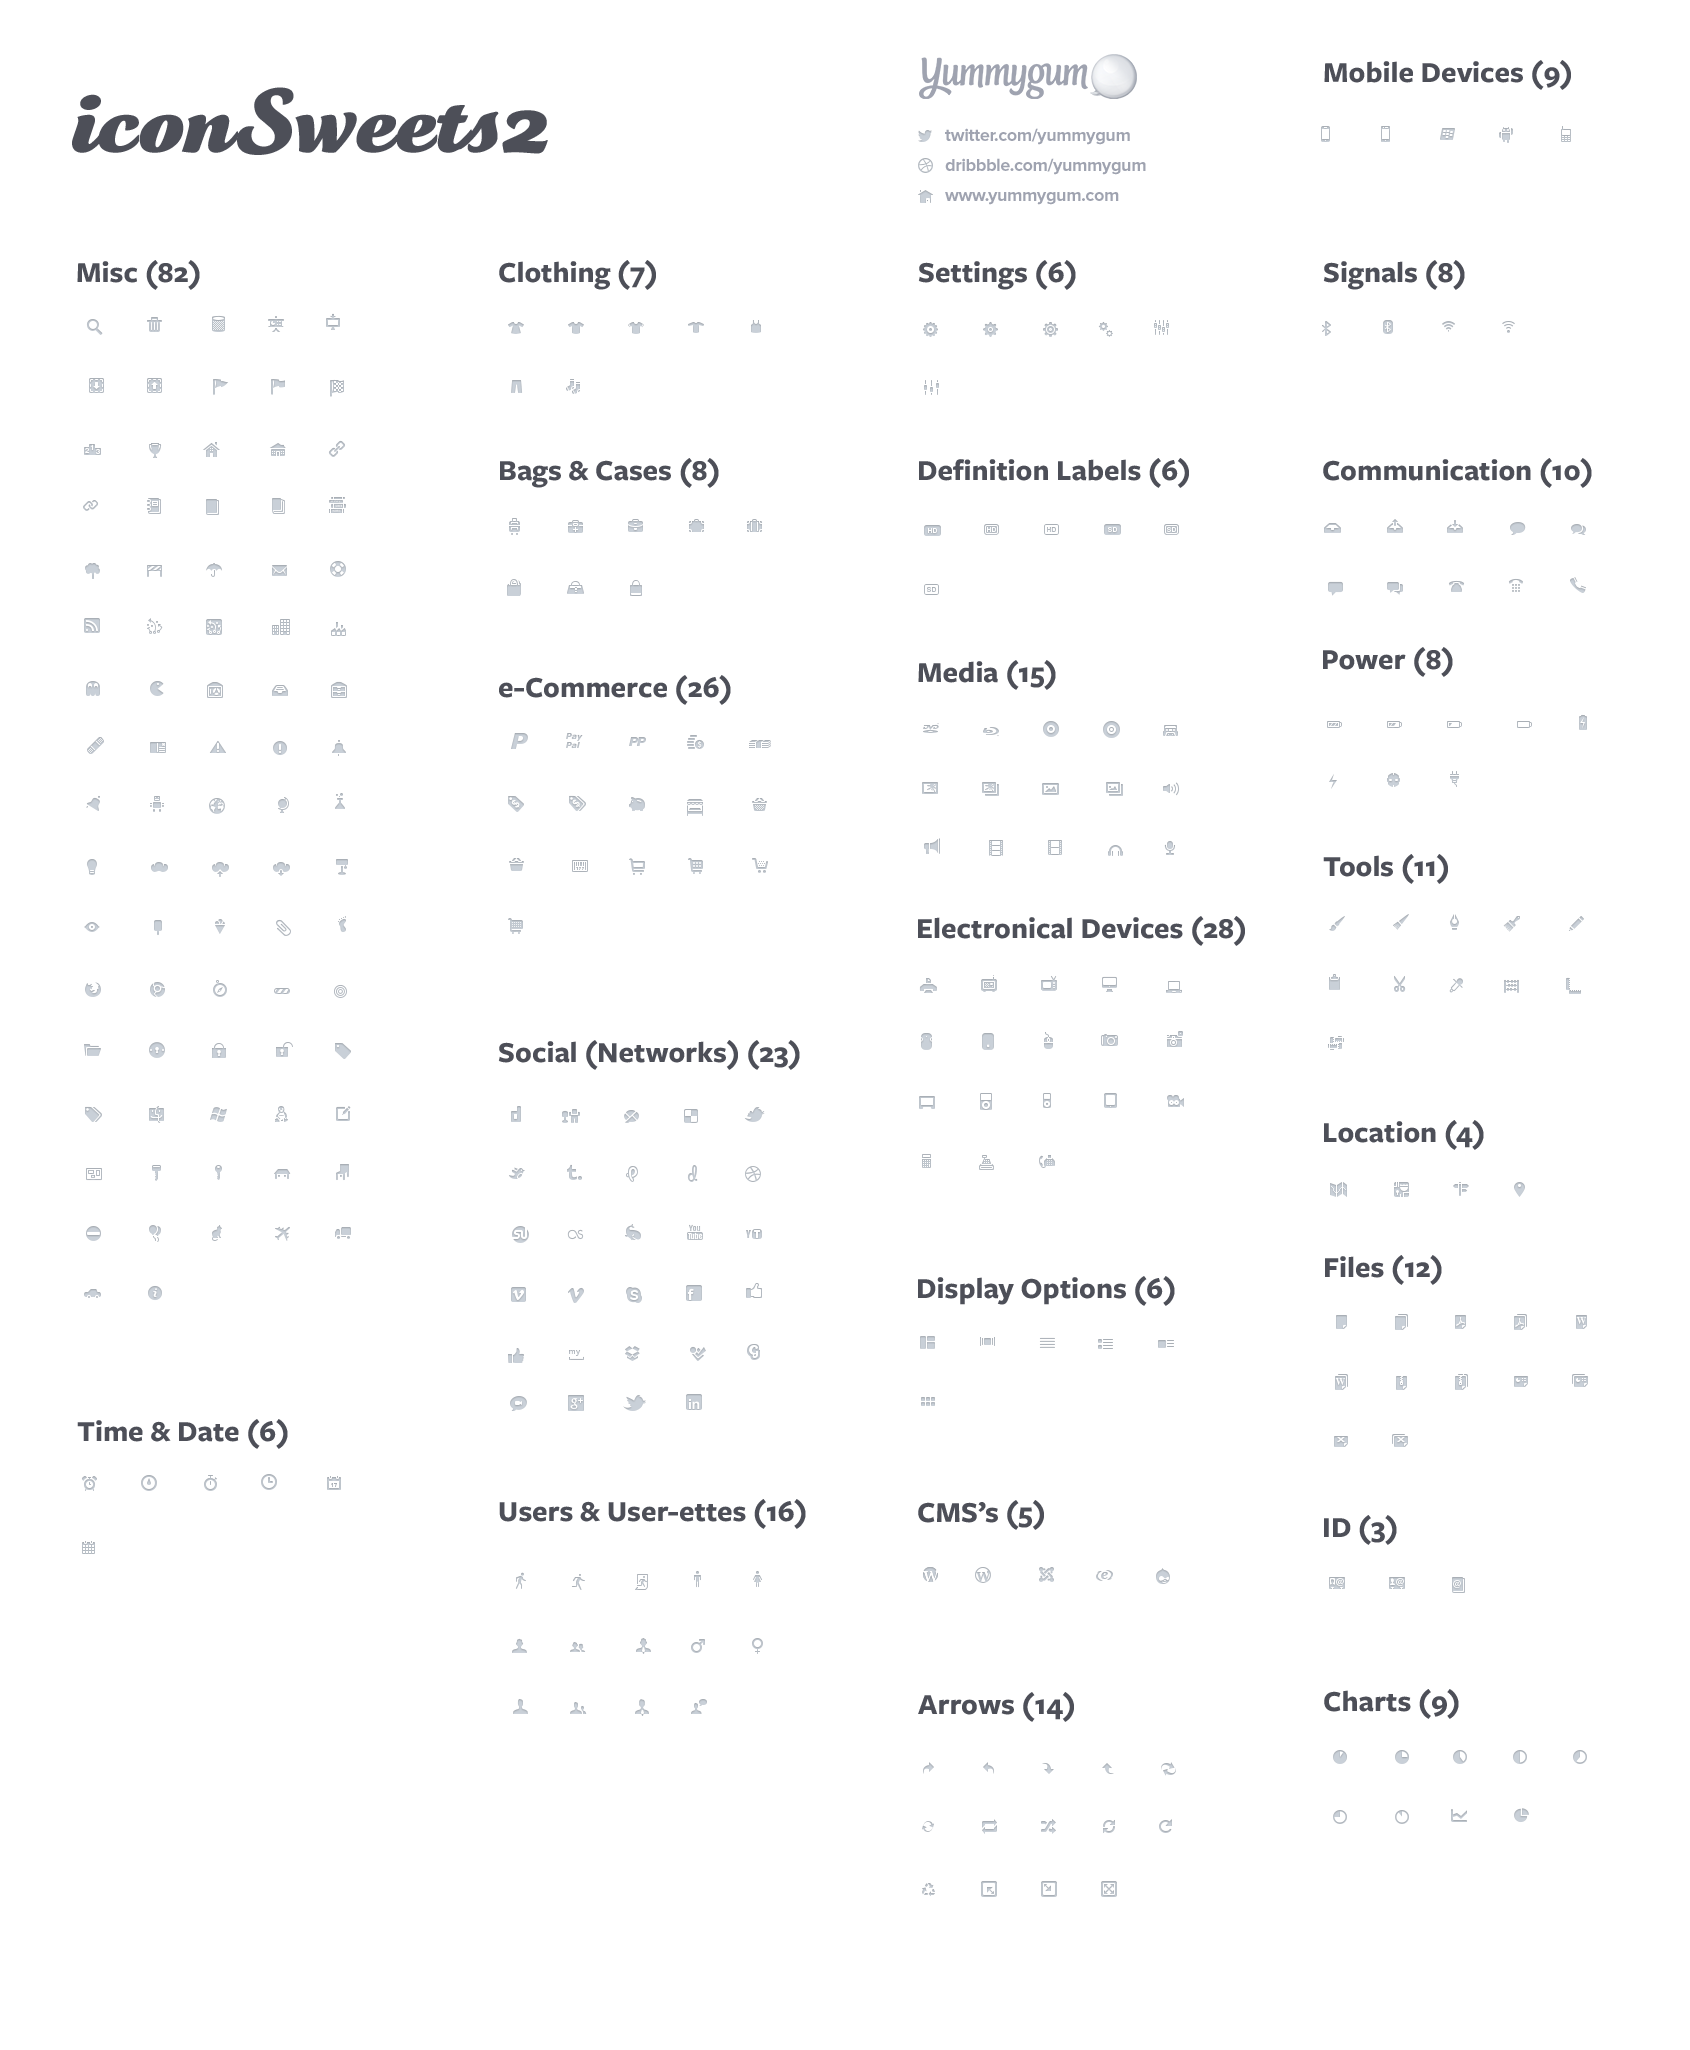 iconSweets2
Yummygum
twitter.com/yummygum
dribbble.com/yummygum
www.yummygum.com
Mobile Devices (9)
Misc (82)
Time & Date (6)
17
Clothing (7)
Bags & Cases (8)
e-Commerce (26)
P
Pay
Pal
PP
Social (Networks) (23)
d
t.
You
Tube
my
in
Users & User-ettes (16)
Settings (6)
Definition Labels (6)
HD
HD
HD
SD
SD
SD
Media (15)
DVD
Electronical Devices (28)
Display Options (6)
CMS's (5)
Arrows (14)
Signals (8)
Communication (10)
Power (8)
Tools (11)
Location (4)
Files (12)
W
W
ID (3)
Charts (9)